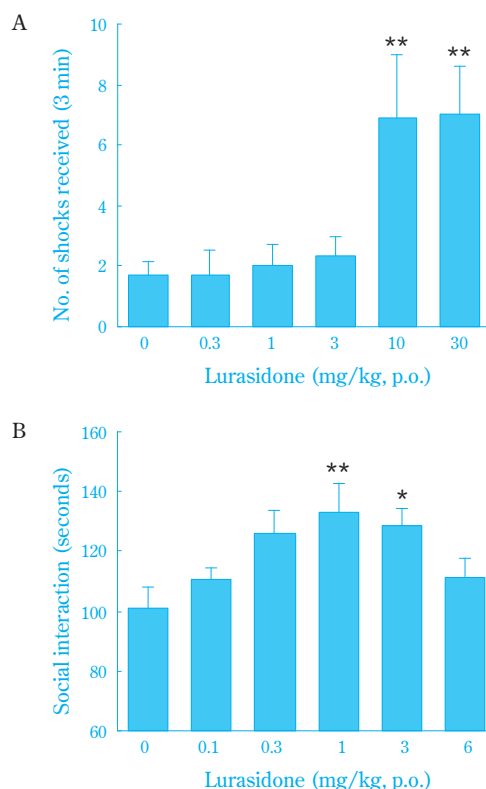 A
No. of shocks received (3 min)
10
8
6
4
2
0
** **
0 0.3 1 3 10 30
Lurasidone (mg/kg, p.o.)
B
Social interaction (seconds)
160
140
120
100
80
60
** *
0 0.1 0.3 1 3 6
Lurasidone (mg/kg, p.o.)